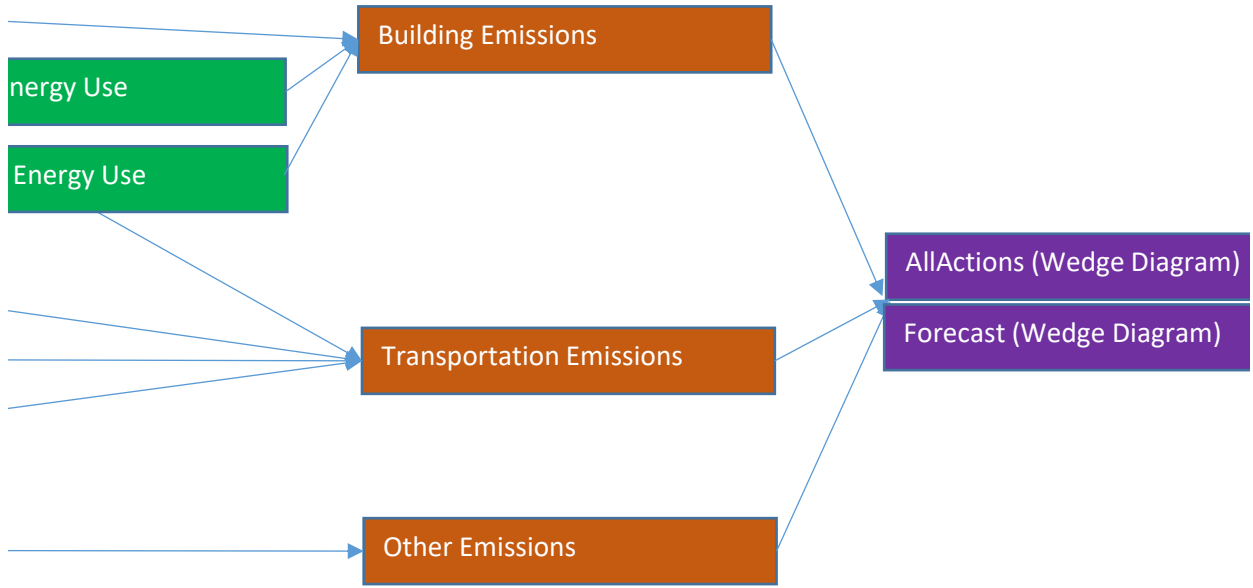 Building Emissions
nergy Use
Energy Use
AllActions (Wedge Diagram)
Forecast (Wedge Diagram)
Transportation Emissions
Other Emissions